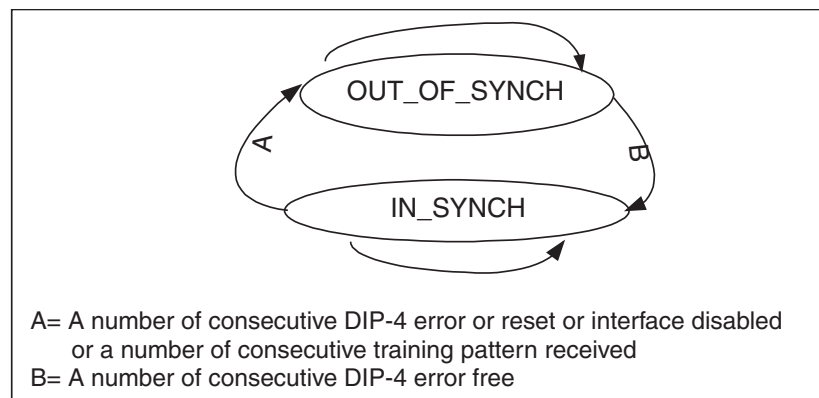 OUT_OF_SYNCH
A
B
IN_SYNCH
A= A number of consecutive DIP-4 error or reset or interface disabled
or a number of consecutive training pattern received
B= A number of consecutive DIP-4 error free